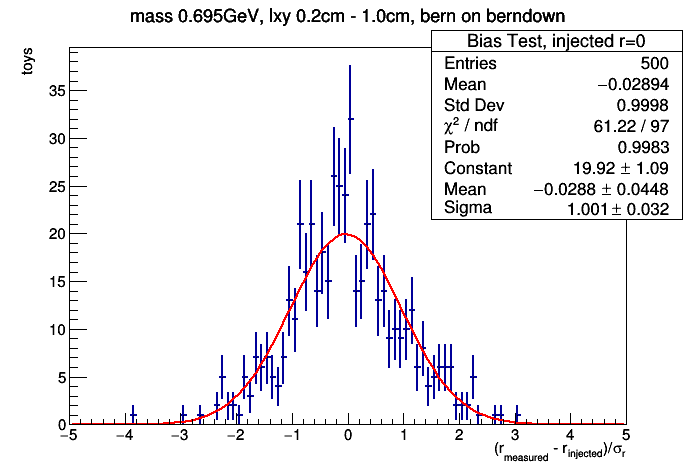 mass 0.695GeV, lxy 0.2cm - 1.0cm, bern on berndown
Bias Test, injected r=0
Entries 500
Mean −0.02894
Std Dev 0.9998
χ² / ndf 61.22 / 97
Prob 0.9983
Constant 19.92 ± 1.09
Mean −0.0288 ± 0.0448
Sigma 1.001 ± 0.032
toys
35
30
25
20
15
10
5
0
−5 −4 −3 −2 −1 0 1 2 3 4 5
(r_measured - r_injected)/σ_r